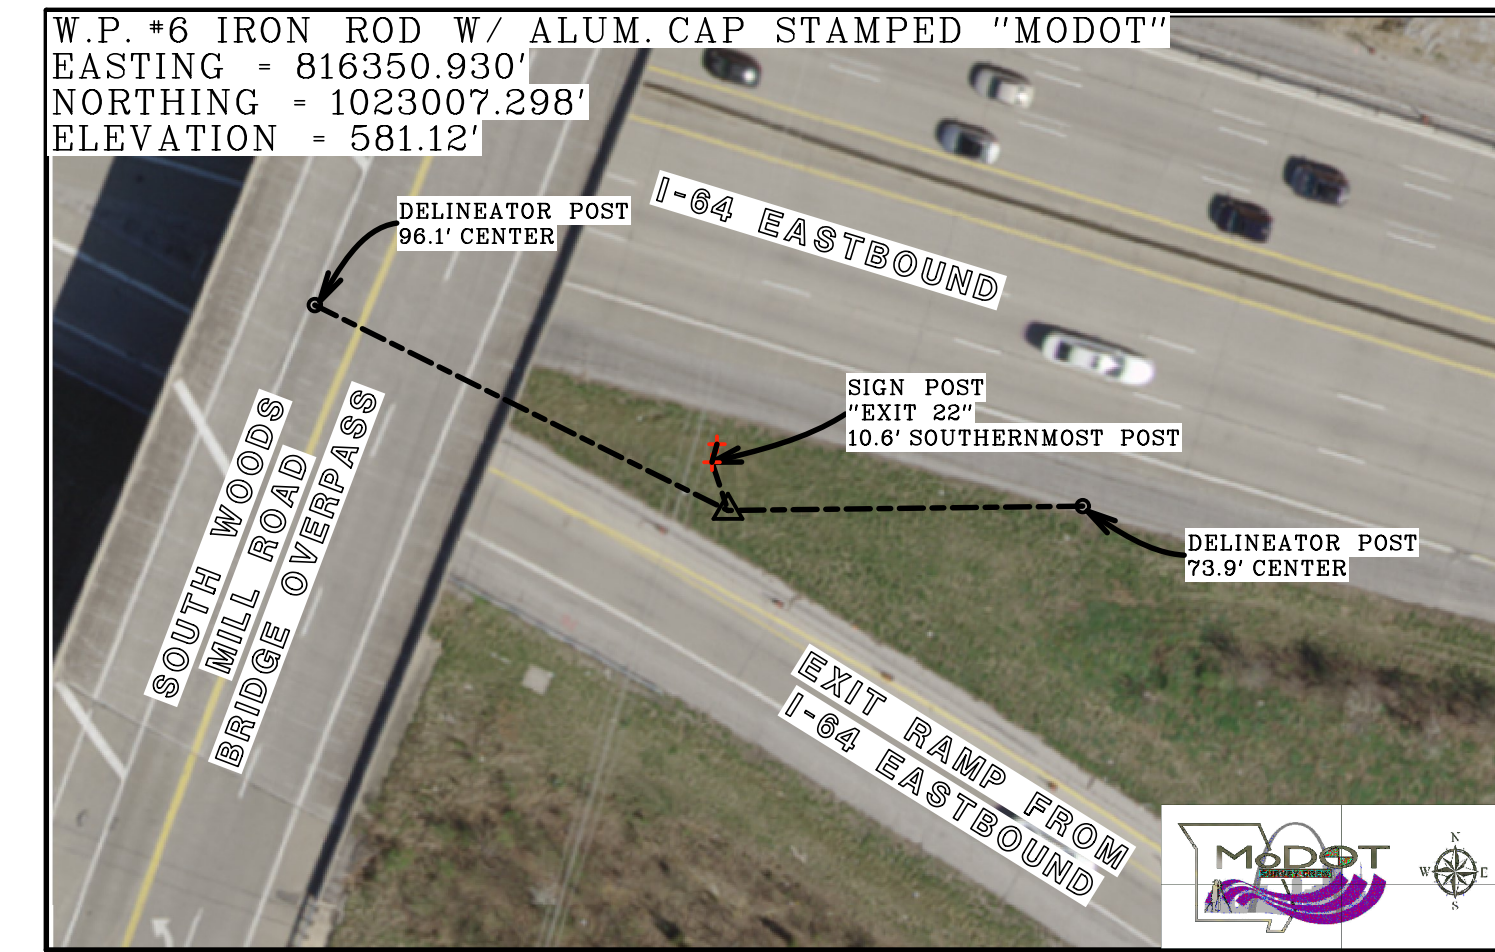 W.P. #6 IRON ROD W/ ALUM. CAP STAMPED "MODOT"
EASTING = 816350.930'
NORTHING = 1023007.298'
ELEVATION = 581.12'
DELINEATOR POST
96.1' CENTER
I-64 EASTBOUND
SIGN POST
"EXIT 22"
10.6' SOUTHERNMOST POST
SOUTH WOODS
MILL ROAD
BRIDGE OVERPASS
DELINEATOR POST
73.9' CENTER
EXIT RAMP FROM
I-64 EASTBOUND
MoDOT
SURVEY CREW
N
W E
S